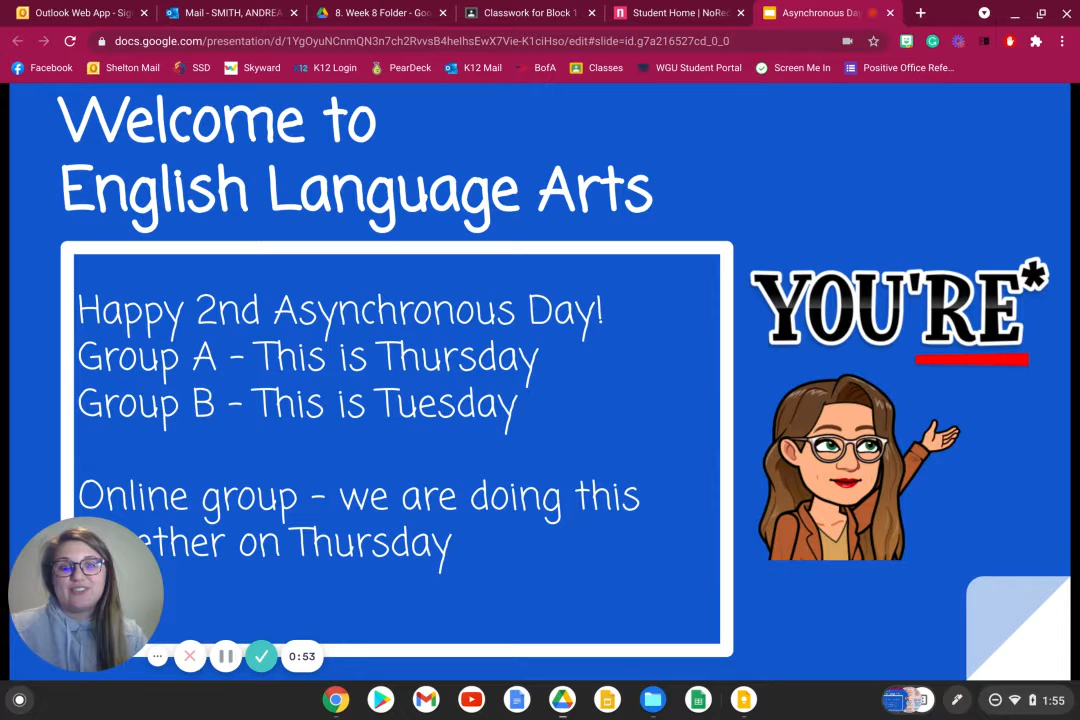 Outlook Web App - Sig
Mail - SMITH, ANDREA
8. Week 8 Folder - Goo
Classwork for Block 1
Student Home | NoRed
Asynchronous Day
docs.google.com/presentation/d/1YgOyuNCnmQN3n7ch2RvvsB4heIhsEwX7Vie-K1ciHso/edit#slide=id.g7a216527cd_0_0
Facebook
Shelton Mail
SSD
Skyward
K12 Login
PearDeck
K12 Mail
BofA
Classes
WGU Student Portal
Screen Me In
Positive Office Refe...
Welcome to
English Language Arts
Happy 2nd Asynchronous Day!
Group A - This is Thursday
Group B - This is Tuesday
Online group - we are doing this
ether on Thursday
YOU'RE*
0:53
1:55